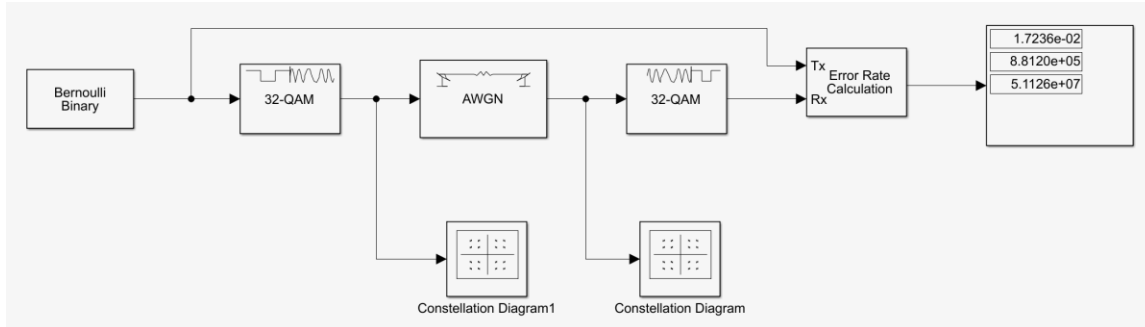 1.7236e-02
8.8120e+05
5.1126e+07
Bernoulli
Binary
32-QAM
AWGN
32-QAM
Tx
Rx
Error Rate
Calculation
Constellation Diagram1
Constellation Diagram